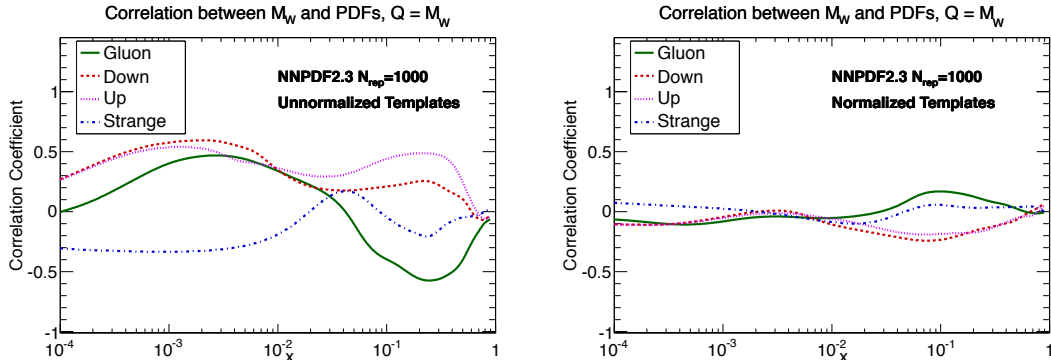 Correlation between M_W and PDFs, Q = M_W
Correlation Coefficient
1
0.5
0
-0.5
-1
Gluon
Down
Up
Strange
NNPDF2.3 N_rep=1000
Unnormalized Templates
10^-4
10^-3
10^-2
10^-1
1
x
Correlation between M_W and PDFs, Q = M_W
Correlation Coefficient
1
0.5
0
-0.5
-1
Gluon
Down
Up
Strange
NNPDF2.3 N_rep=1000
Normalized Templates
10^-4
10^-3
10^-2
10^-1
1
x